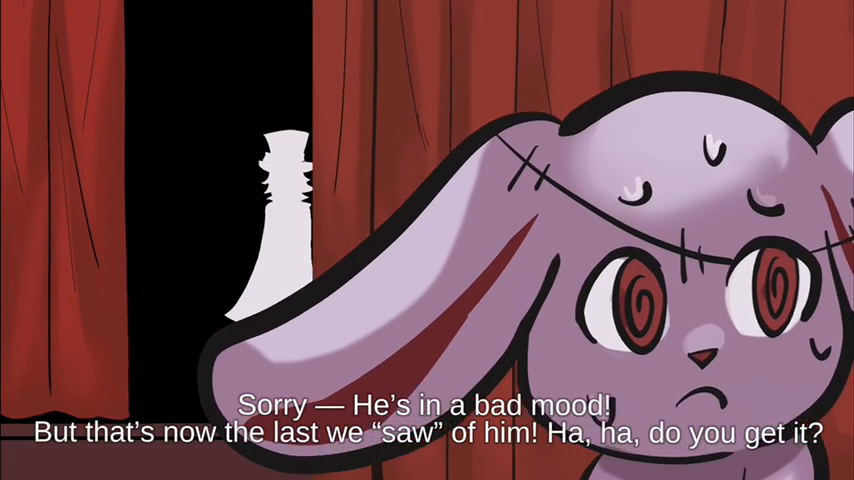 Sorry — He’s in a bad mood!
But that’s now the last we “saw” of him! Ha, ha, do you get it?